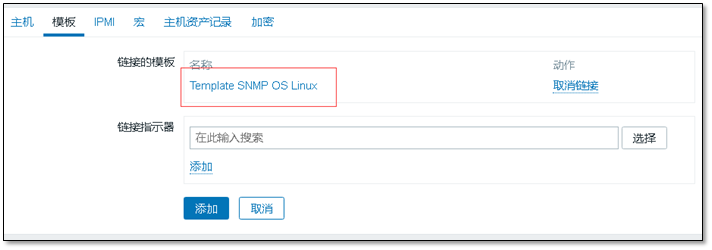 主机 模板 IPMI 宏 主机资产记录 加密
链接的模板 名称 动作
Template SNMP OS Linux 取消链接
链接指示器 在此输入搜索 选择
添加
添加 取消